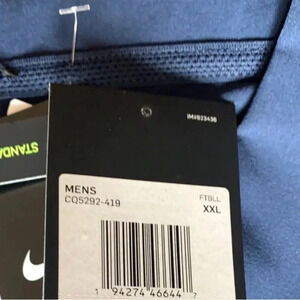 IM#823436
STANDA
MENS
CQ5292-419
FTBLL
XXL
1 94274 46644 7